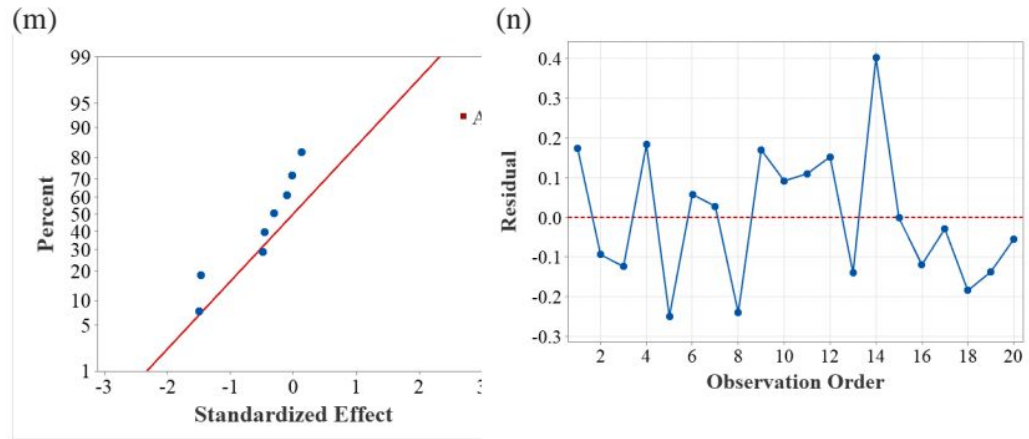 (m)
(n)
99
95
90
80
70
60
50
40
30
20
10
5
1
Percent
-3 -2 -1 0 1 2 3
Standardized Effect
A
0.4
0.3
0.2
0.1
0.0
-0.1
-0.2
-0.3
Residual
2 4 6 8 10 12 14 16 18 20
Observation Order